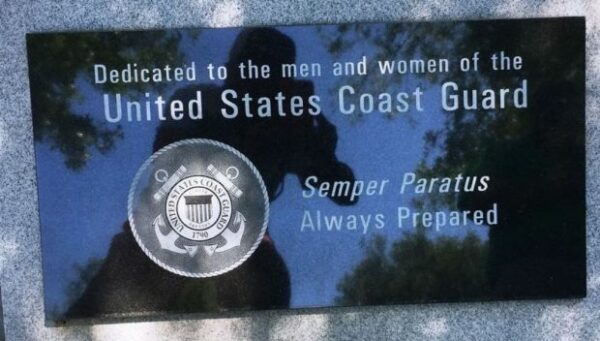 Dedicated to the men and women of the
United States Coast Guard
UNITED STATES COAST GUARD
1790
Semper Paratus
Always Prepared